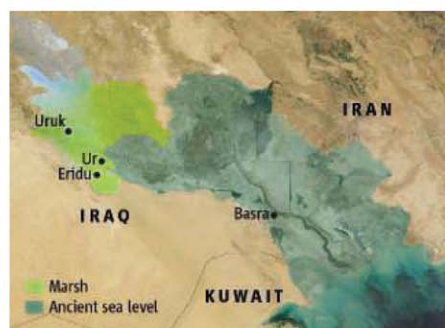 IRAN
Uruk
Ur
Eridu
IRAQ
Basra
Marsh
Ancient sea level
KUWAIT